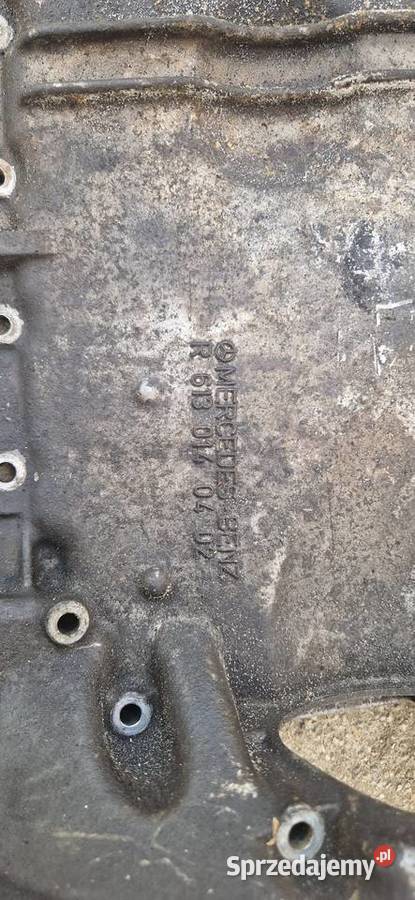 MERCEDES-BENZ
R 613 014 04 02
Sprzedajemy.pl